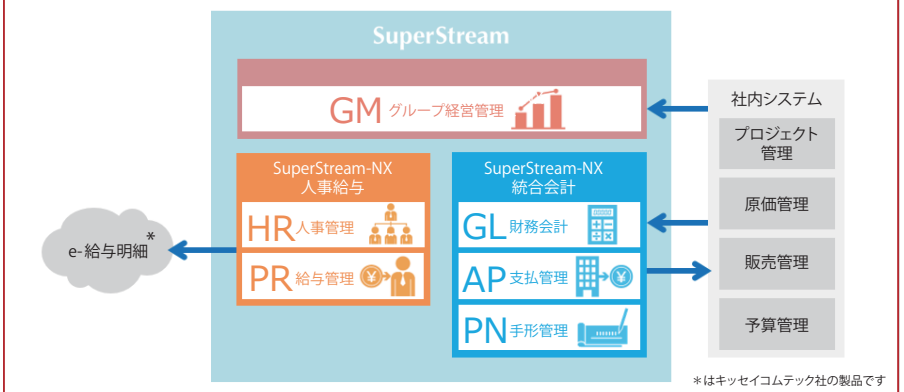 SuperStream
GM グループ経営管理
SuperStream-NX
人事給与
HR 人事管理
PR 給与管理
SuperStream-NX
統合会計
GL 財務会計
AP 支払管理
PN 手形管理
e-給与明細*
社内システム
プロジェクト
管理
原価管理
販売管理
予算管理
*はキッセイコムテック社の製品です